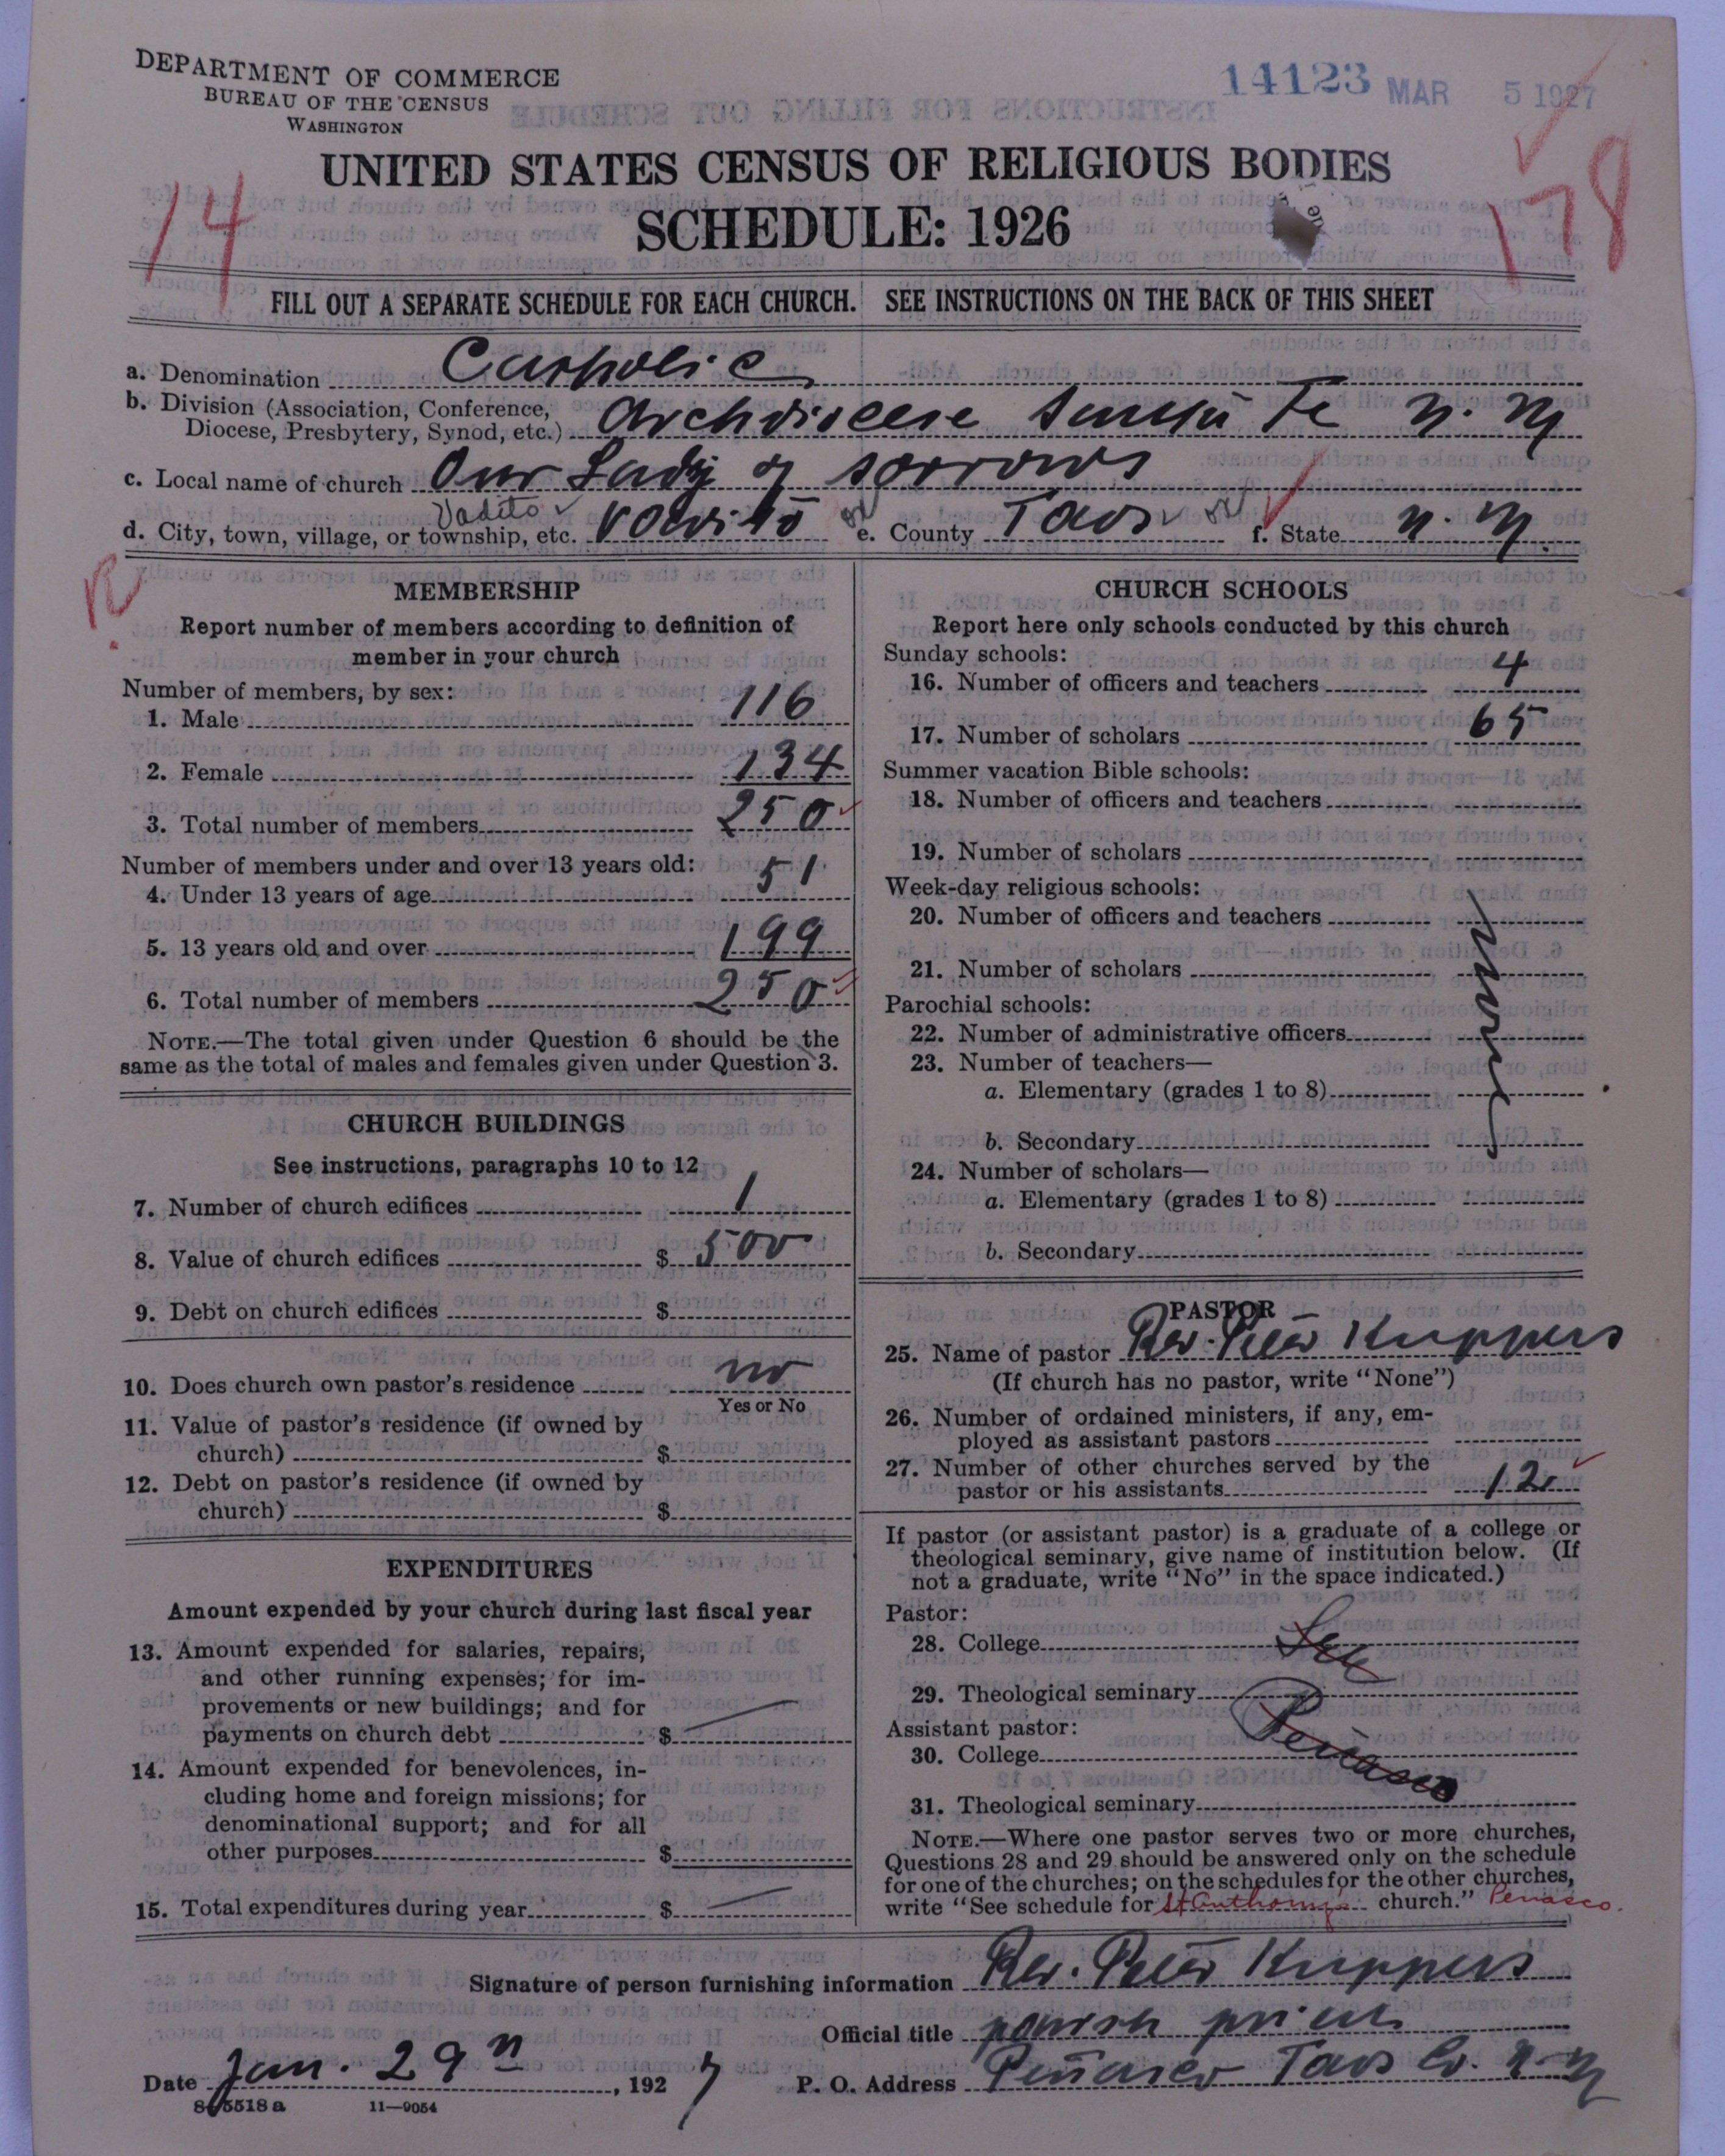 DEPARTMENT OF COMMERCE
BUREAU OF THE CENSUS
WASHINGTON
14123 MAR 5 1927
UNITED STATES CENSUS OF RELIGIOUS BODIES
SCHEDULE: 1926
14
178
FILL OUT A SEPARATE SCHEDULE FOR EACH CHURCH. SEE INSTRUCTIONS ON THE BACK OF THIS SHEET
a. Denomination Catholic
b. Division (Association, Conference, Diocese, Presbytery, Synod, etc.) Archdiocese Santa Fe N. M
c. Local name of church Our Lady of sorrows
Vadito
d. City, town, village, or township, etc. Vadito e. County Taos f. State N. M.
R
MEMBERSHIP
Report number of members according to definition of
member in your church
Number of members, by sex:
1. Male 116
2. Female 134
3. Total number of members 250
Number of members under and over 13 years old:
4. Under 13 years of age 51
5. 13 years old and over 199
6. Total number of members 250
NOTE.—The total given under Question 6 should be the
same as the total of males and females given under Question 3.
CHURCH BUILDINGS
See instructions, paragraphs 10 to 12
7. Number of church edifices 1
8. Value of church edifices $ 500
9. Debt on church edifices $
10. Does church own pastor's residence no
Yes or No
11. Value of pastor's residence (if owned by
church) $
12. Debt on pastor's residence (if owned by
church) $
EXPENDITURES
Amount expended by your church during last fiscal year
13. Amount expended for salaries, repairs,
and other running expenses; for im-
provements or new buildings; and for
payments on church debt $ —
14. Amount expended for benevolences, in-
cluding home and foreign missions; for
denominational support; and for all
other purposes $
15. Total expenditures during year $ —
CHURCH SCHOOLS
Report here only schools conducted by this church
Sunday schools:
16. Number of officers and teachers 4
17. Number of scholars 65
Summer vacation Bible schools:
18. Number of officers and teachers
19. Number of scholars
Week-day religious schools:
20. Number of officers and teachers
21. Number of scholars
Parochial schools:
22. Number of administrative officers
23. Number of teachers—
a. Elementary (grades 1 to 8)
b. Secondary
24. Number of scholars—
a. Elementary (grades 1 to 8)
b. Secondary
PASTOR
25. Name of pastor Rev. Peter Kuppers
(If church has no pastor, write "None")
26. Number of ordained ministers, if any, em-
ployed as assistant pastors
27. Number of other churches served by the
pastor or his assistants 12
If pastor (or assistant pastor) is a graduate of a college or
theological seminary, give name of institution below. (If
not a graduate, write "No" in the space indicated.)
Pastor:
28. College See
29. Theological seminary
Peñasco
Assistant pastor:
30. College
31. Theological seminary
NOTE.—Where one pastor serves two or more churches,
Questions 28 and 29 should be answered only on the schedule
for one of the churches; on the schedules for the other churches,
write "See schedule for St Anthony's church." Penasco.
Signature of person furnishing information Rev. Peter Kuppers
Official title parish priest
Date Jan. 29, 1927 P. O. Address Peñasco Taos Co. N. M
8-5518 a 11—9054